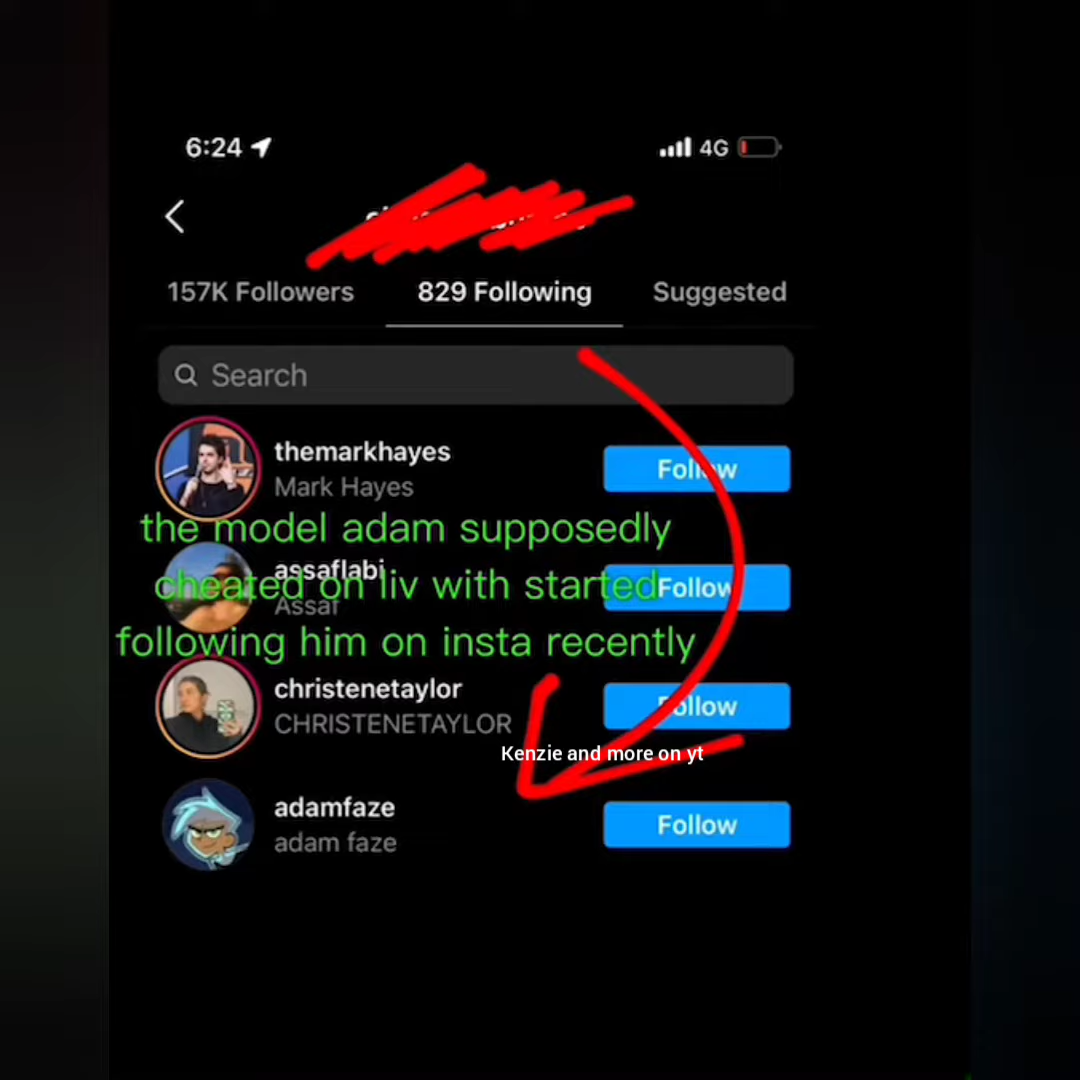 6:24
4G
157K Followers
829 Following
Suggested
Search
themarkhayes
Mark Hayes
Follow
the model adam supposedly
assaflabi
Assaf
Follow
cheated on liv with started
following him on insta recently
christenetaylor
CHRISTENETAYLOR
Follow
Kenzie and more on yt
adamfaze
adam faze
Follow